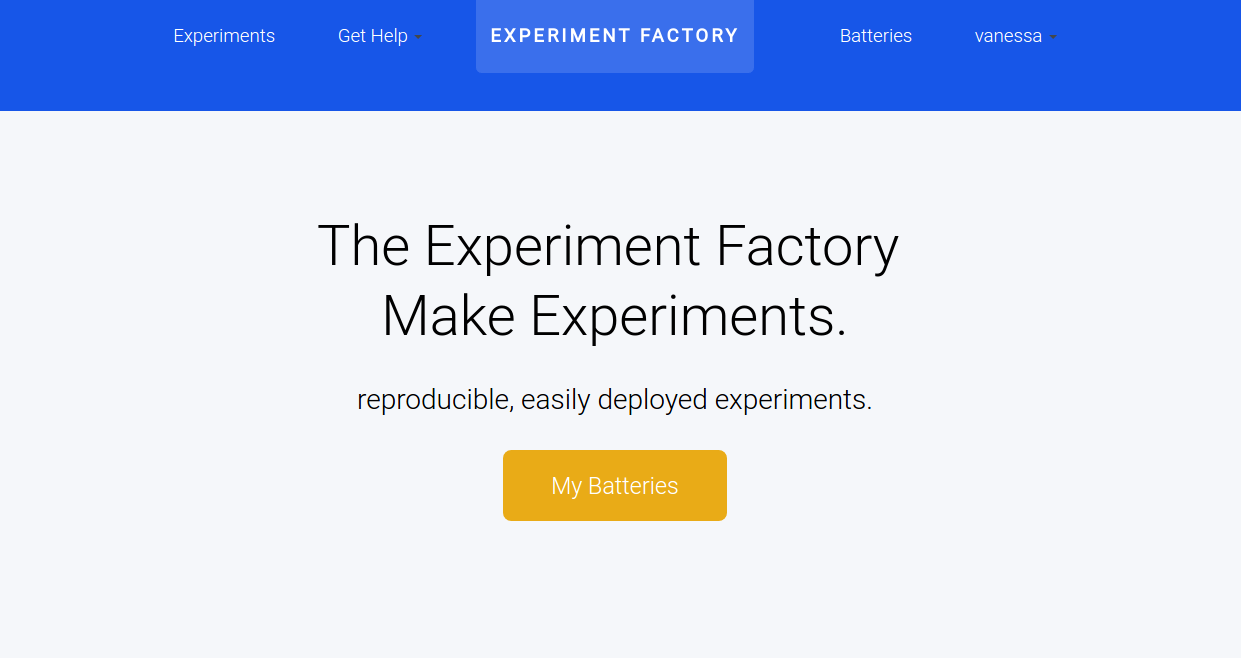 Experiments
Get Help
EXPERIMENT FACTORY
Batteries
vanessa
The Experiment Factory
Make Experiments.
reproducible, easily deployed experiments.
My Batteries